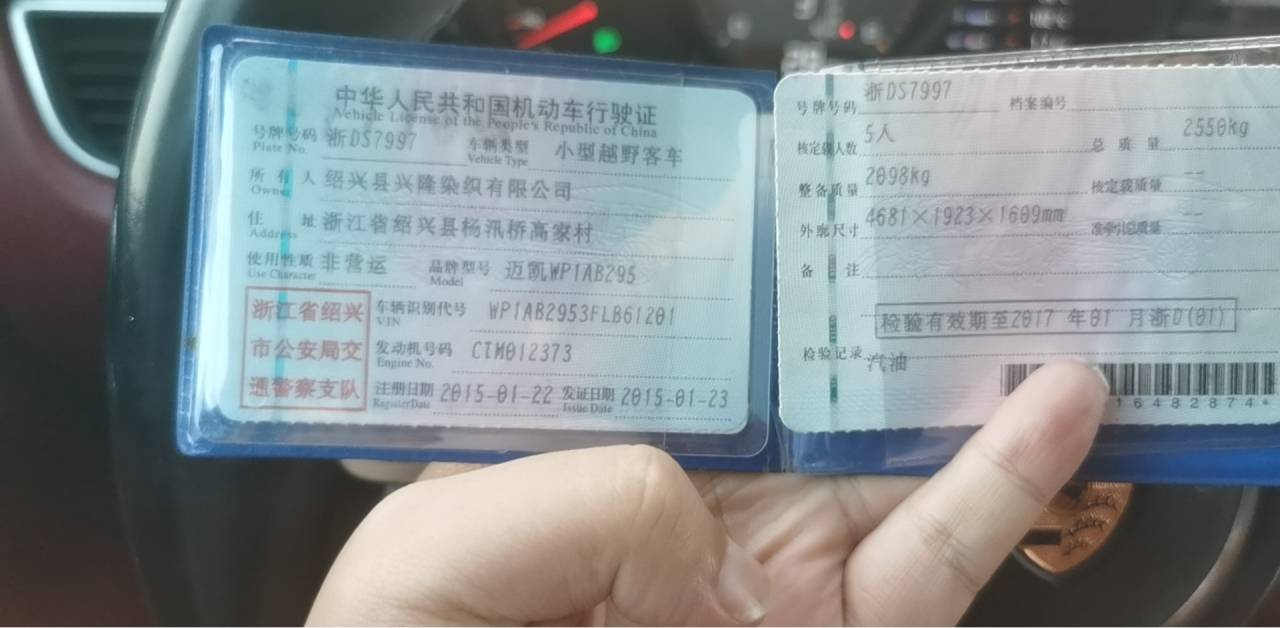 中华人民共和国机动车行驶证
Vehicle License of the People's Republic of China
号牌号码 浙DS7997 车辆类型 小型越野客车
Plate No Vehicle Type
所有人 绍兴县兴隆染织有限公司
Owner
住址 浙江省绍兴县杨汛桥高家村
Address
使用性质 非营运 品牌型号 迈凯WP1AB295
Use Character Model
浙江省绍兴
市公安局交
通警察支队
车辆识别代号 WP1AB2953FLB61201
VIN
发动机号码 CTM012373
Engine No.
注册日期 2015-01-22 发证日期 2015-01-23
Register Date Issue Date
号牌号码 浙DS7997 档案编号
核定载人数 5人 总质量 2550kg
整备质量 2098kg 核定载质量 --
外廓尺寸 4681×1923×1609mm 准牵引总质量 --
备注
检验有效期至2017 年01 月浙D(01)
检验记录 汽油
16482874*